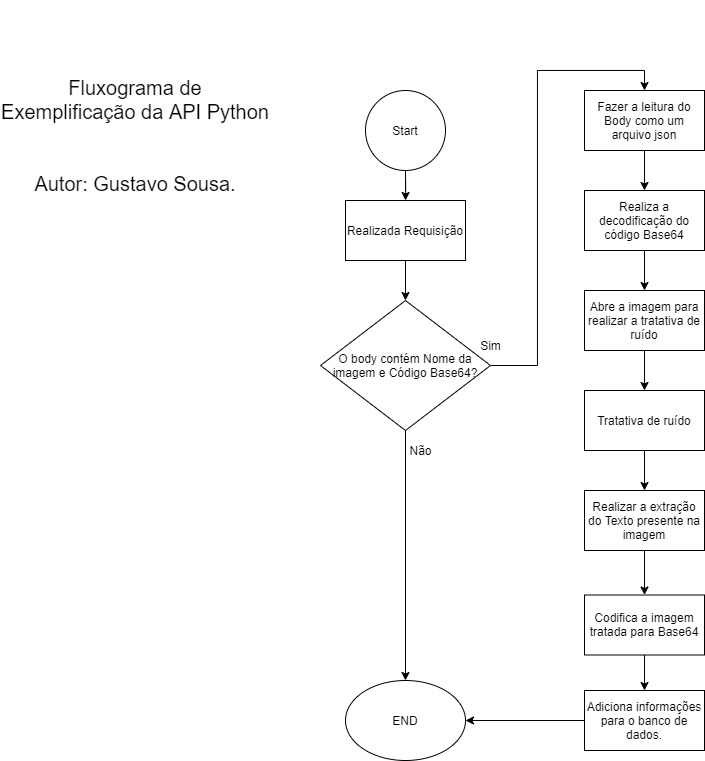 Fluxograma de
Exemplificação da API Python
Autor: Gustavo Sousa.
Start
Realizada Requisição
O body contém Nome da
imagem e Código Base64?
Sim
Não
Fazer a leitura do
Body como um
arquivo json
Realiza a
decodificação do
código Base64
Abre a imagem para
realizar a tratativa de
ruído
Tratativa de ruído
Realizar a extração
do Texto presente na
imagem
Codifica a imagem
tratada para Base64
Adiciona informações
para o banco de
dados.
END